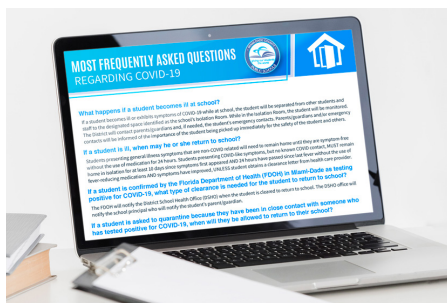 MOST FREQUENTLY ASKED QUESTIONS
REGARDING COVID-19
What happens if a student becomes ill at school?
If a student becomes ill or exhibits symptoms of COVID-19 while at school, the student will be separated from other students and
staff to the designated space identified as the school's Isolation Room. While in the Isolation Room, the student will be monitored.
The District will contact parents/guardians and, if needed, the student's emergency contacts. Parents/guardians and/or emergency
contacts will be informed of the importance of the student being picked up immediately for the safety of the student and others.
If a student is ill, when may he or she return to school?
Students presenting general illness symptoms that are non-COVID related will need to remain home until they are symptom free
without the use of medication for 24 hours. Students presenting COVID-like symptoms, but no known COVID contact, MUST remain
home in isolation for at least 10 days since symptoms first appeared AND 24 hours have passed since last fever without the use of
fever-reducing medications AND symptoms have improved, UNLESS student obtains a clearance letter from health care provider.
If a student is confirmed by the Florida Department of Health (FDOH) in Miami-Dade as testing
positive for COVID-19, what type of clearance is needed for the student to return to school?
The FDOH will notify the District School Health Office (DSHO) when the student is cleared to return to school. The DSHO office will
notify the school principal who will notify the student's parent/guardian.
If a student is asked to quarantine because they have been in close contact with someone who
has tested positive for COVID-19, when will they be allowed to return to their school?